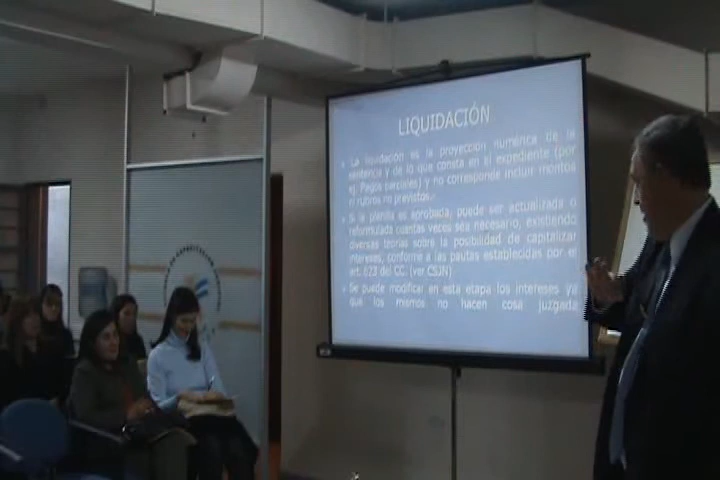 LIQUIDACIÓN
La liquidación es la proyección numérica de la
sentencia y de lo que consta en el expediente (por
ej. Pagos parciales) y no corresponde incluir montos
ni rubros no previstos.-
Si la planilla es aprobada, puede ser actualizada o
reformulada cuantas veces sea necesario, existiendo
diversas teorías sobre la posibilidad de capitalizar
intereses, conforme a las pautas establecidas por el
art. 623 del CC. (ver CSJN)
Se puede modificar en esta etapa los intereses ya
que los mismos no hacen cosa juzgada